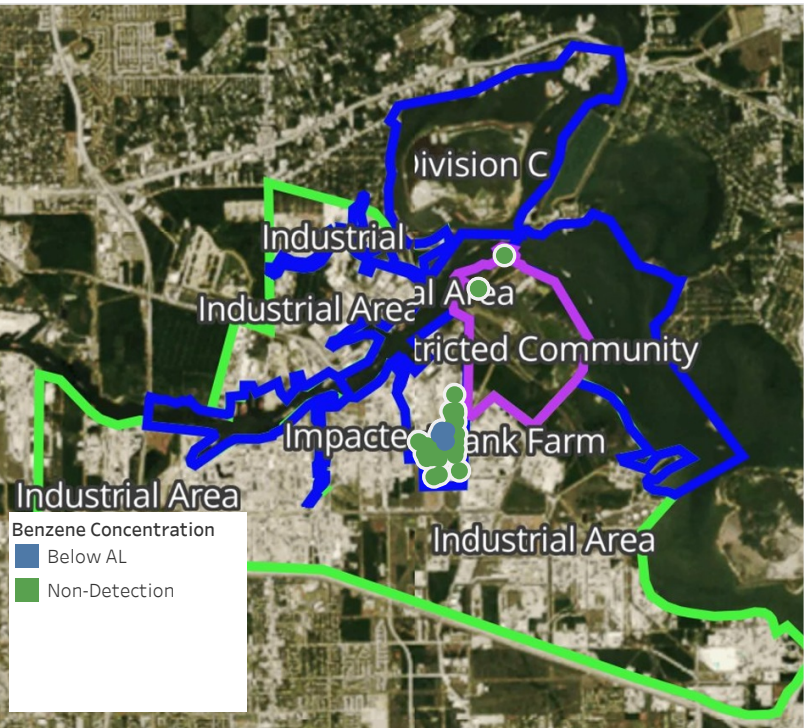 Division C
Industrial
al Area
Industrial Area
tricted Community
Impacte
ank Farm
Industrial Area
Industrial Area
Benzene Concentration
Below AL
Non-Detection